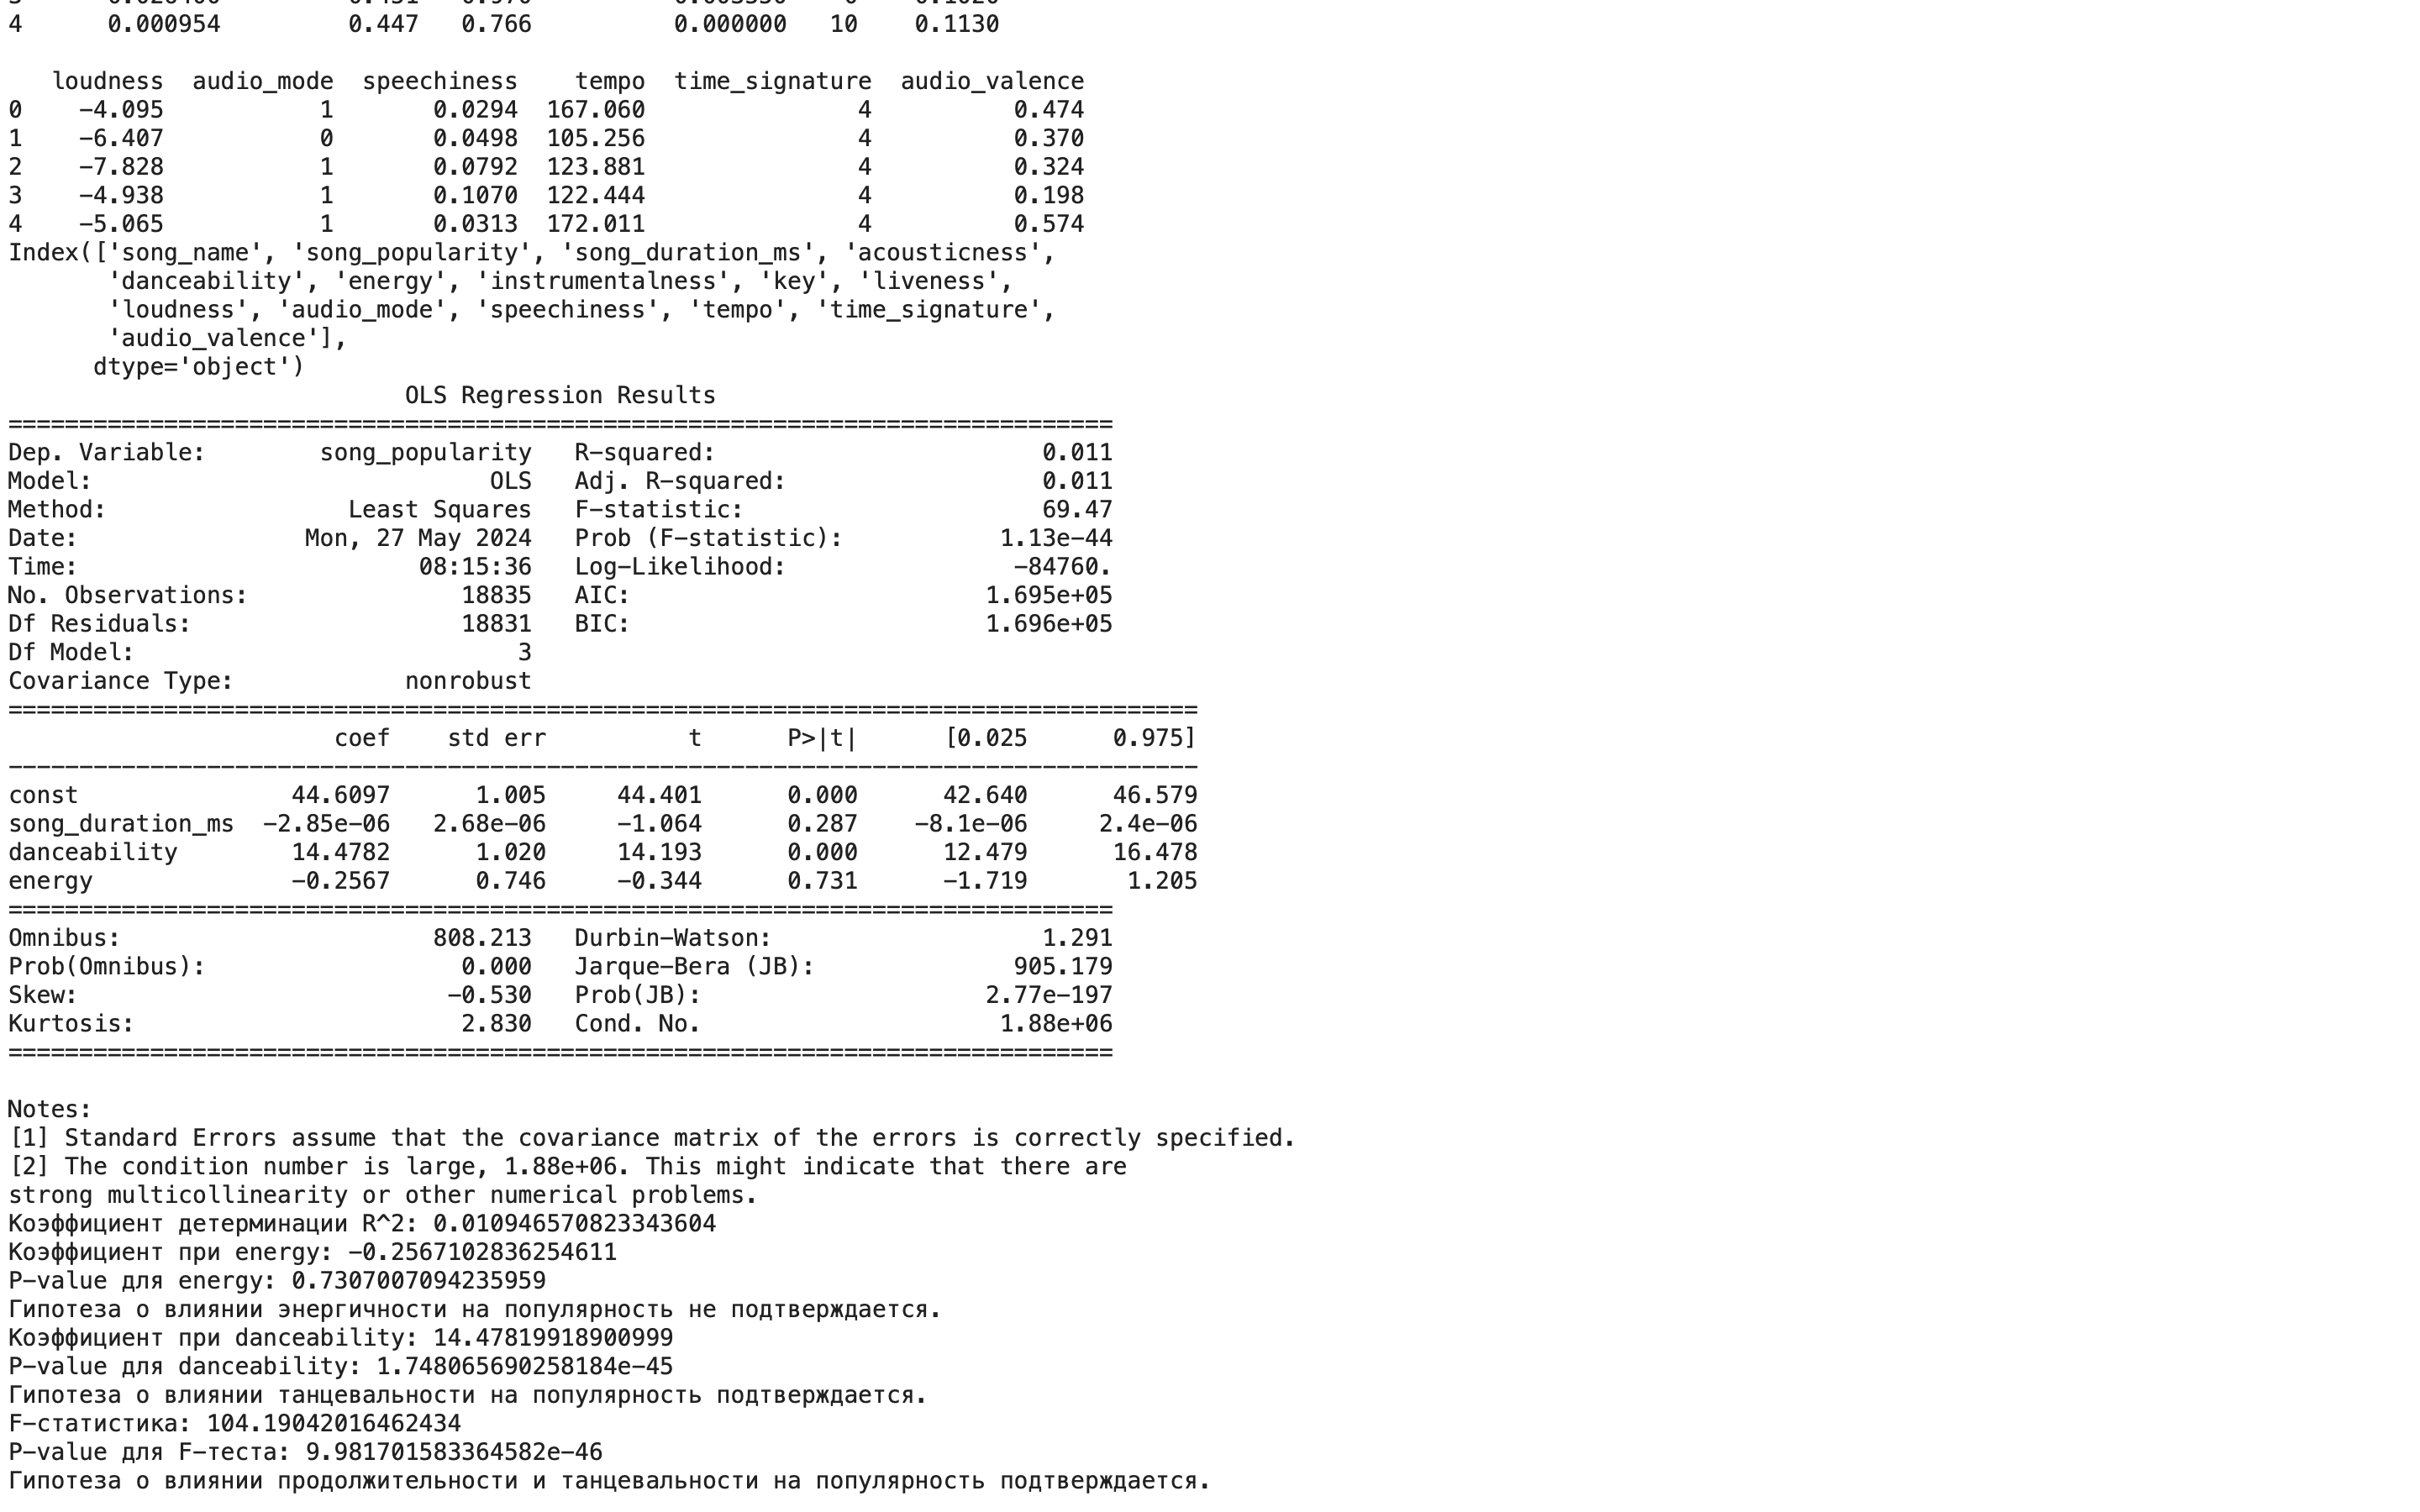 4      0.000954         0.447   0.766          0.000000   10    0.1130
   loudness  audio_mode  speechiness    tempo  time_signature  audio_valence
0    -4.095           1       0.0294  167.060               4          0.474
1    -6.407           0       0.0498  105.256               4          0.370
2    -7.828           1       0.0792  123.881               4          0.324
3    -4.938           1       0.1070  122.444               4          0.198
4    -5.065           1       0.0313  172.011               4          0.574
Index(['song_name', 'song_popularity', 'song_duration_ms', 'acousticness',
       'danceability', 'energy', 'instrumentalness', 'key', 'liveness',
       'loudness', 'audio_mode', 'speechiness', 'tempo', 'time_signature',
       'audio_valence'],
      dtype='object')
                            OLS Regression Results
==============================================================================
Dep. Variable:        song_popularity   R-squared:                       0.011
Model:                            OLS   Adj. R-squared:                  0.011
Method:                 Least Squares   F-statistic:                     69.47
Date:                Mon, 27 May 2024   Prob (F-statistic):           1.13e-44
Time:                        08:15:36   Log-Likelihood:                -84760.
No. Observations:               18835   AIC:                         1.695e+05
Df Residuals:                   18831   BIC:                         1.696e+05
Df Model:                           3
Covariance Type:            nonrobust
====================================================================================
                       coef    std err          t      P>|t|      [0.025      0.975]
------------------------------------------------------------------------------------
const               44.6097      1.005     44.401      0.000      42.640      46.579
song_duration_ms  -2.85e-06   2.68e-06     -1.064      0.287    -8.1e-06     2.4e-06
danceability        14.4782      1.020     14.193      0.000      12.479      16.478
energy              -0.2567      0.746     -0.344      0.731      -1.719       1.205
==============================================================================
Omnibus:                      808.213   Durbin-Watson:                   1.291
Prob(Omnibus):                  0.000   Jarque-Bera (JB):              905.179
Skew:                          -0.530   Prob(JB):                    2.77e-197
Kurtosis:                       2.830   Cond. No.                     1.88e+06
==============================================================================
Notes:
[1] Standard Errors assume that the covariance matrix of the errors is correctly specified.
[2] The condition number is large, 1.88e+06. This might indicate that there are
strong multicollinearity or other numerical problems.
Коэффициент детерминации R^2: 0.010946570823343604
Коэффициент при energy: -0.2567102836254611
P-value для energy: 0.7307007094235959
Гипотеза о влиянии энергичности на популярность не подтверждается.
Коэффициент при danceability: 14.47819918900999
P-value для danceability: 1.748065690258184e-45
Гипотеза о влиянии танцевальности на популярность подтверждается.
F-статистика: 104.19042016462434
P-value для F-теста: 9.981701583364582e-46
Гипотеза о влиянии продолжительности и танцевальности на популярность подтверждается.